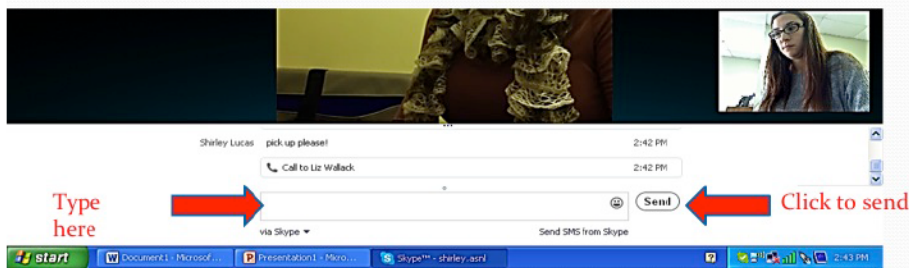 Shirley Lucas pick up please! 2:42 PM
Call to Liz Wallack 2:42 PM
Type
here
Send
Click to send
via Skype
Send SMS from Skype
start
Document1 - Microsof...
Presentation1 - Micro...
Skype™ - shirley.asnl
2:43 PM